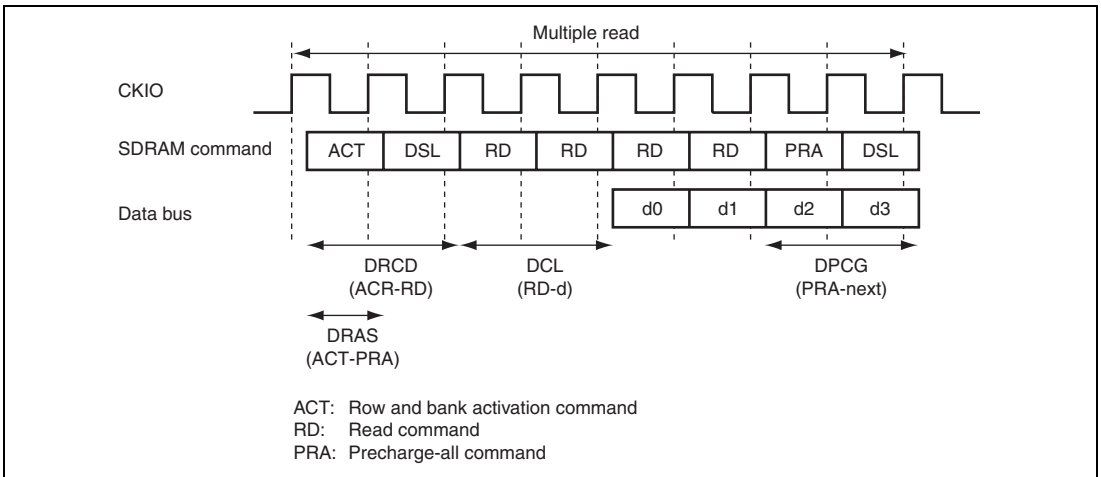 Multiple read
CKIO
SDRAM command ACT DSL RD RD RD RD PRA DSL
Data bus d0 d1 d2 d3
DRCD DCL DPCG
(ACR-RD) (RD-d) (PRA-next)
DRAS
(ACT-PRA)
ACT: Row and bank activation command
RD: Read command
PRA: Precharge-all command